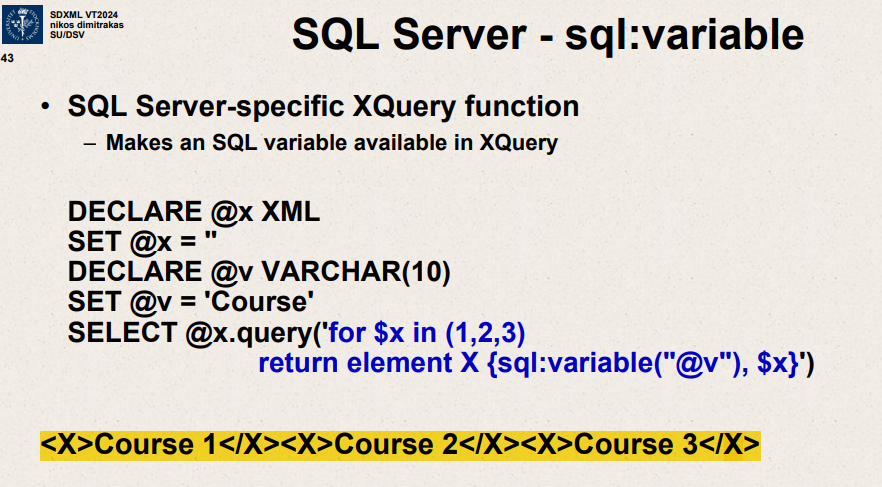 SDXML VT2024
nikos dimitrakas
SU/DSV
43
SQL Server - sql:variable
• SQL Server-specific XQuery function
– Makes an SQL variable available in XQuery
DECLARE @x XML
SET @x = ''
DECLARE @v VARCHAR(10)
SET @v = 'Course'
SELECT @x.query('for $x in (1,2,3)
return element X {sql:variable("@v"), $x}')
<X>Course 1</X><X>Course 2</X><X>Course 3</X>